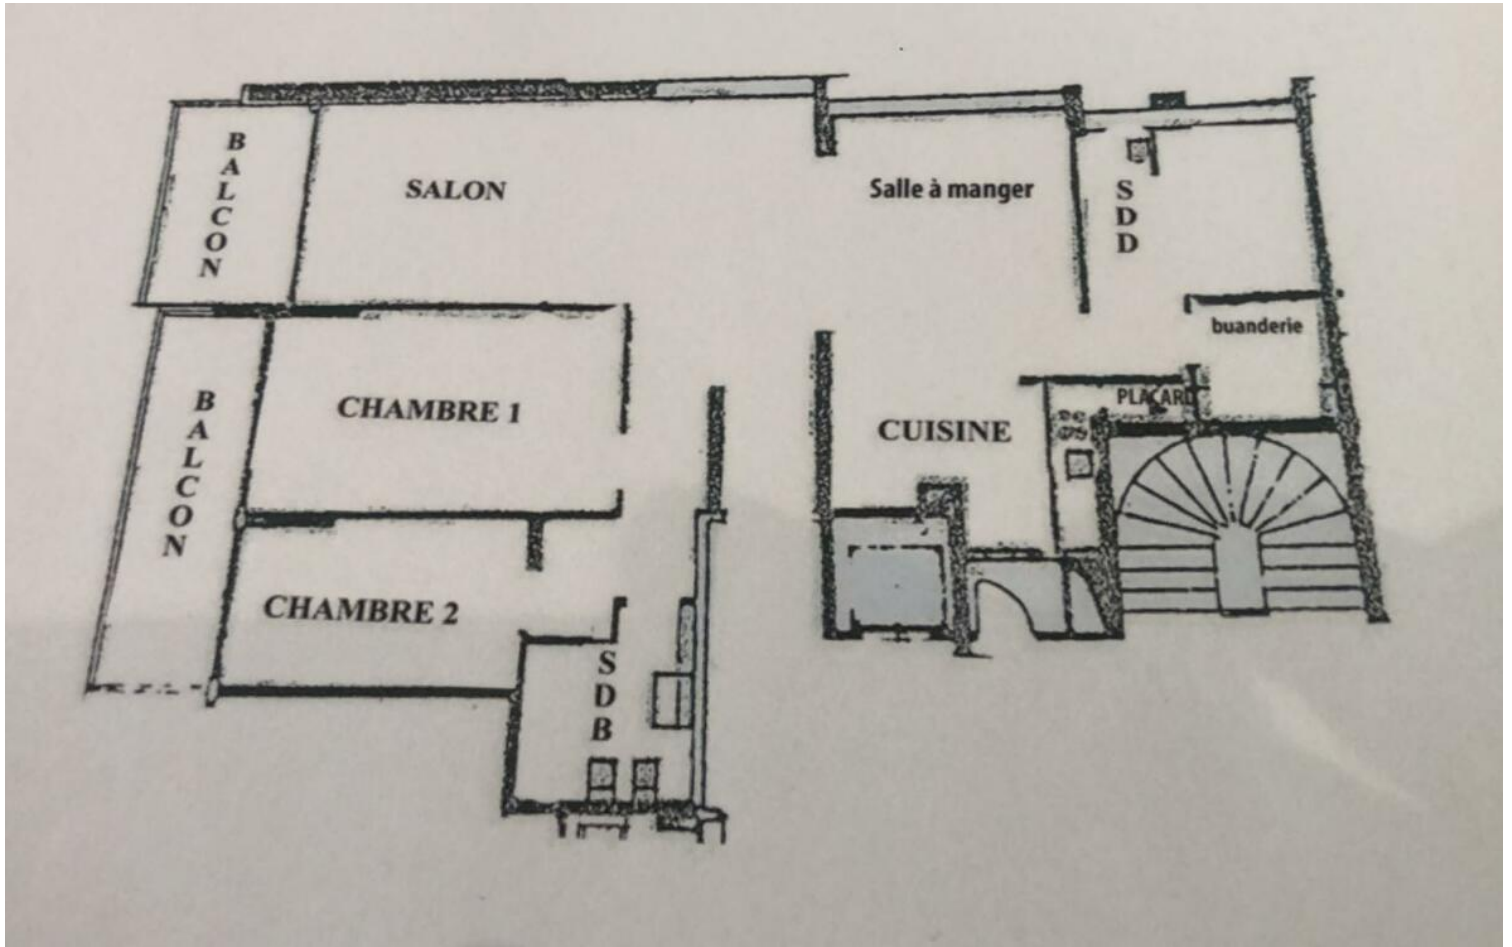 BALCON
SALON
Salle à manger
SDD
buanderie
BALCON
CHAMBRE 1
PLACARD
CUISINE
CHAMBRE 2
SDB